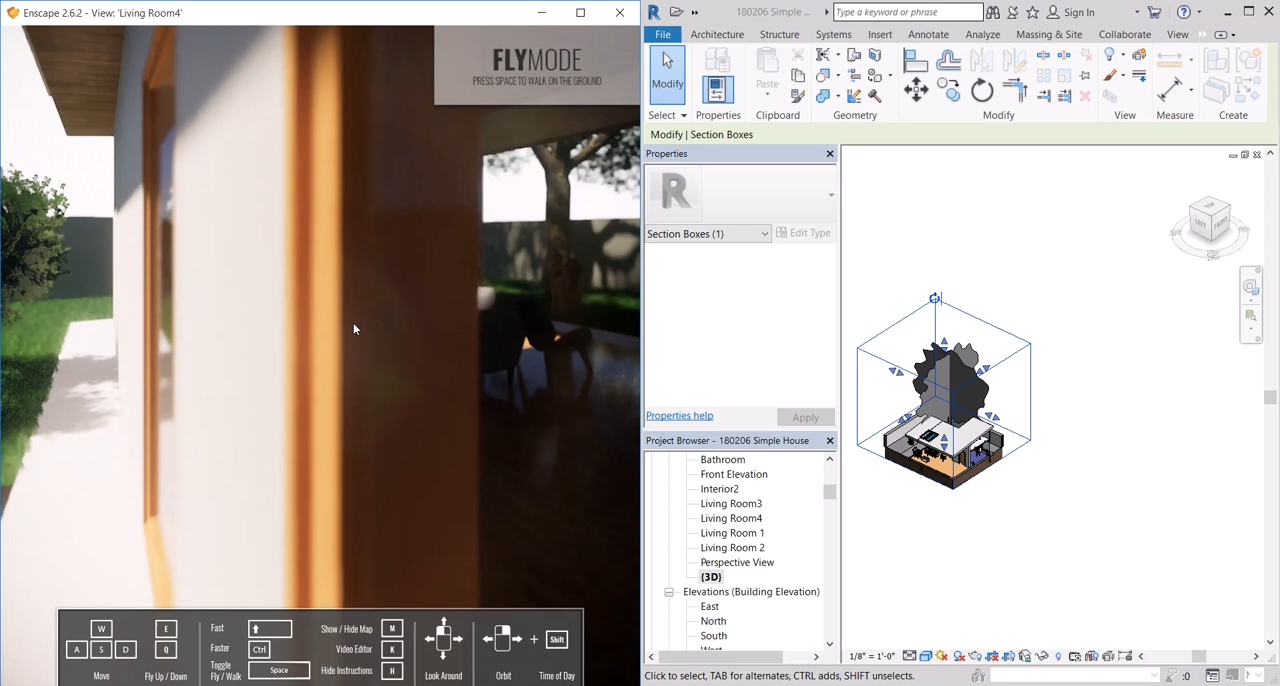 Enscape 2.6.2 - View: 'Living Room4'
FLYMODE
PRESS SPACE TO WALK ON THE GROUND
W
E
A
S
D
Q
Move
Fly Up / Down
Fast
Faster
Ctrl
Toggle
Fly / Walk
Space
Show / Hide Map
M
Video Editor
K
Hide Instructions
H
Look Around
Orbit
+
Shift
Time of Day
R
180206 Simple ...
Type a keyword or phrase
Sign In
File
Architecture
Structure
Systems
Insert
Annotate
Analyze
Massing & Site
Collaborate
View
Modify
Paste
Select
Properties
Clipboard
Geometry
Modify
View
Measure
Create
Modify | Section Boxes
Properties
R
Section Boxes (1)
Edit Type
Properties help
Apply
TOP
LEFT
FRONT
Project Browser - 180206 Simple House
Bathroom
Front Elevation
Interior2
Living Room3
Living Room4
Living Room 1
Living Room 2
Perspective View
{3D}
Elevations (Building Elevation)
East
North
South
West
1/8" = 1'-0"
Click to select, TAB for alternates, CTRL adds, SHIFT unselects.
:0